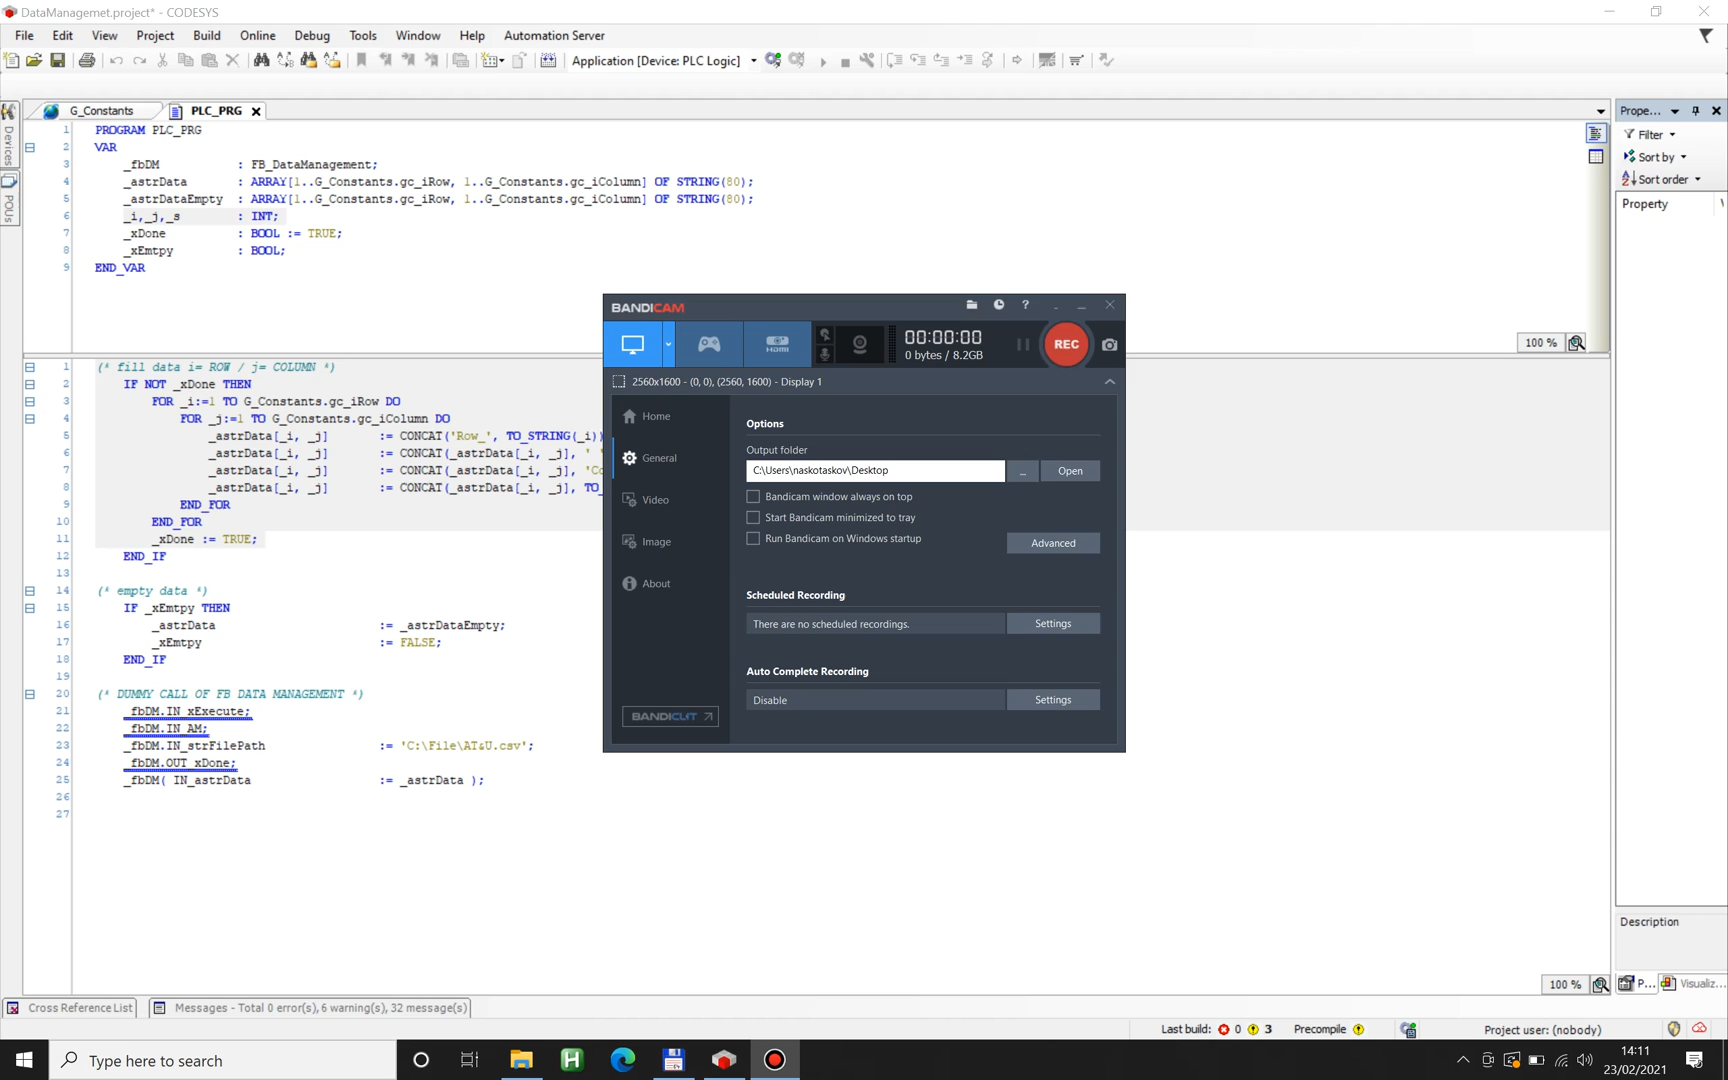 DataManagemet.project* - CODESYS
File Edit View Project Build Online Debug Tools Window Help Automation Server
Application [Device: PLC Logic]
G_Constants PLC_PRG
Devices
POUs
1 PROGRAM PLC_PRG
2 VAR
3 _fbDM : FB_DataManagement;
4 _astrData : ARRAY[1..G_Constants.gc_iRow, 1..G_Constants.gc_iColumn] OF STRING(80);
5 _astrDataEmpty : ARRAY[1..G_Constants.gc_iRow, 1..G_Constants.gc_iColumn] OF STRING(80);
6 _i,_j,_s : INT;
7 _xDone : BOOL := TRUE;
8 _xEmtpy : BOOL;
9 END_VAR
100 %
1 (* fill data i= ROW / j= COLUMN *)
2 IF NOT _xDone THEN
3 FOR _i:=1 TO G_Constants.gc_iRow DO
4 FOR _j:=1 TO G_Constants.gc_iColumn DO
5 _astrData[_i, _j] := CONCAT('Row_', TO_STRING(_i))
6 _astrData[_i, _j] := CONCAT(_astrData[_i, _j], ' '
7 _astrData[_i, _j] := CONCAT(_astrData[_i, _j], 'Co
8 _astrData[_i, _j] := CONCAT(_astrData[_i, _j], TO_
9 END_FOR
10 END_FOR
11 _xDone := TRUE;
12 END_IF
13
14 (* empty data *)
15 IF _xEmtpy THEN
16 _astrData := _astrDataEmpty;
17 _xEmtpy := FALSE;
18 END_IF
19
20 (* DUMMY CALL OF FB DATA MANAGEMENT *)
21 _fbDM.IN_xExecute;
22 _fbDM.IN_AM;
23 _fbDM.IN_strFilePath := 'C:\File\AT&U.csv';
24 _fbDM.OUT_xDone;
25 _fbDM( IN_astrData := _astrData );
26
27
100 %
BANDICAM
?
HDMI
00:00:00
0 bytes / 8.2GB
REC
2560x1600 - (0, 0), (2560, 1600) - Display 1
Home
General
Video
Image
About
BANDICUT
Options
Output folder
C:\Users\naskotaskov\Desktop
... Open
Bandicam window always on top
Start Bandicam minimized to tray
Run Bandicam on Windows startup
Advanced
Scheduled Recording
There are no scheduled recordings. Settings
Auto Complete Recording
Disable Settings
Prope...
Filter
Sort by
Sort order
Property
Description
P... Visualiz...
Cross Reference List Messages - Total 0 error(s), 6 warning(s), 32 message(s)
Last build: 0 3 Precompile Project user: (nobody)
Type here to search
14:11
23/02/2021